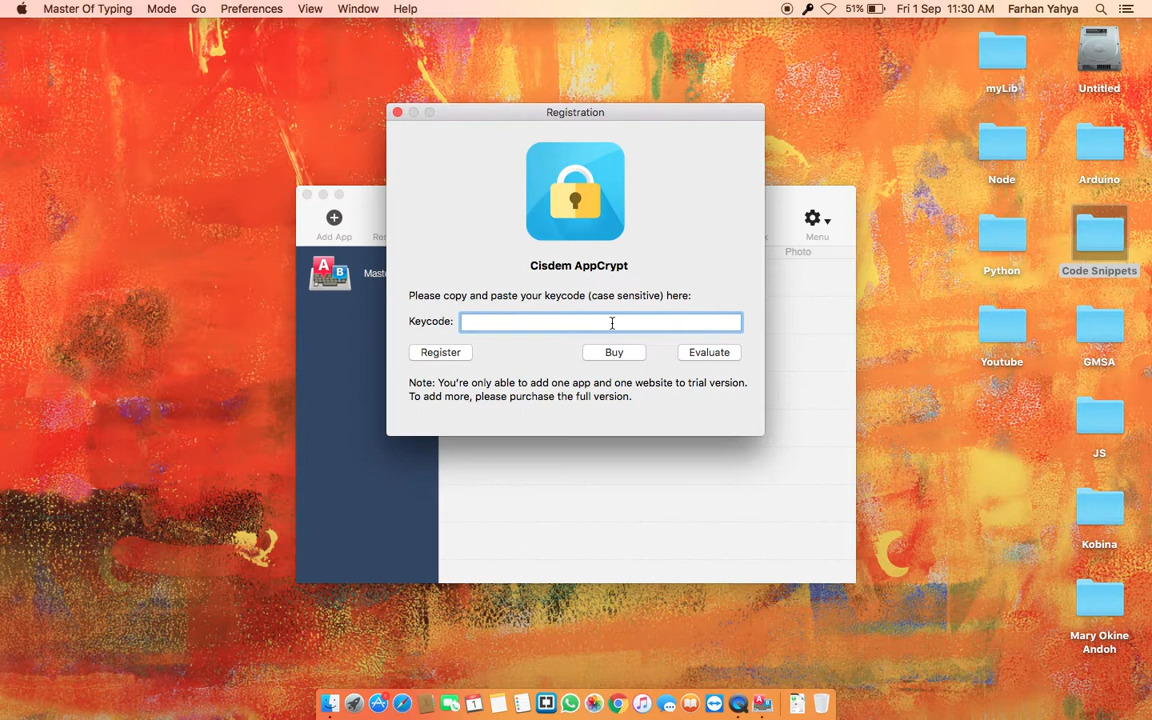 Master Of Typing Mode Go Preferences View Window Help 51% Fri 1 Sep 11:30 AM Farhan Yahya
Registration
Cisdem AppCrypt
Please copy and paste your keycode (case sensitive) here:
Keycode:
Register Buy Evaluate
Note: You're only able to add one app and one website to trial version.
To add more, please purchase the full version.
Add App Menu
Photo
A B
myLib Untitled
Node Arduino
Python Code Snippets
Youtube GMSA
JS
Kobina
Mary Okine
Andoh